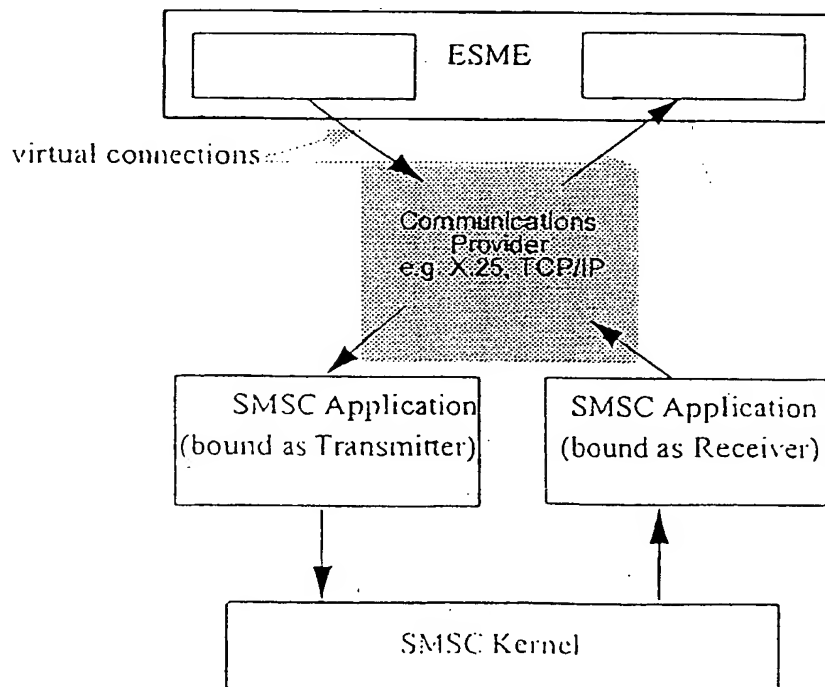 ESME
virtual connections
Communications
Provider
e.g. X.25, TCP/IP
SMSC Application
(bound as Transmitter)
SMSC Application
(bound as Receiver)
SMSC Kernel